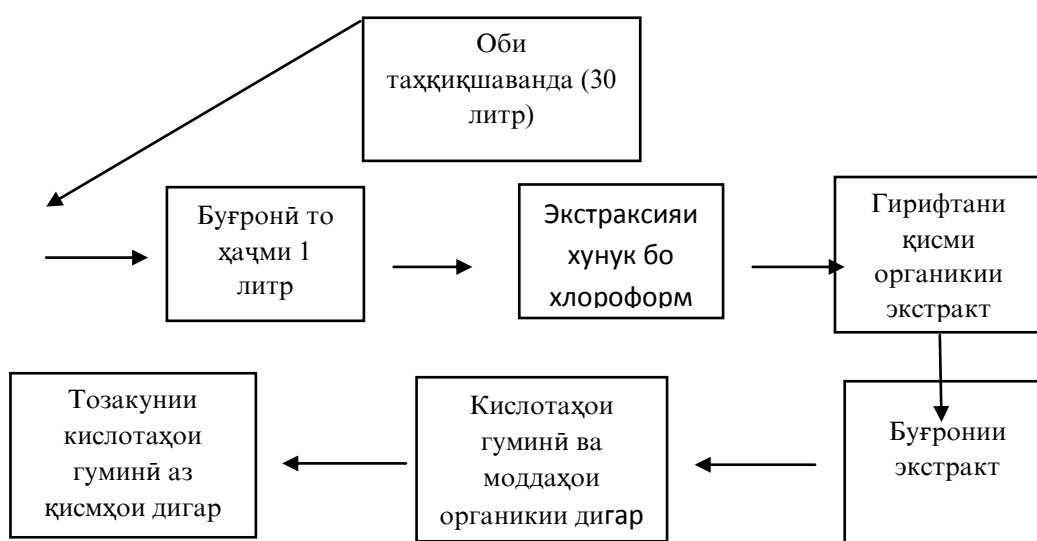 Оби
таҳқиқшаванда (30
литр)
Буғронӣ то
ҳаҷми 1
литр
Экстраксияи
хунук бо
хлороформ
Гирифтани
қисми
органикии
экстракт
Буғронии
экстракт
Кислотаҳои
гуминӣ ва
моддаҳои
органикии дигар
Тозакунии
кислотаҳои
гуминӣ аз
қисмҳои дигар